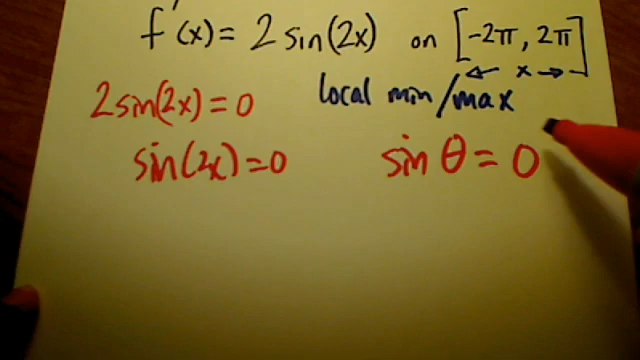 f'(x) = 2 sin(2x) on [-2π, 2π]
← x →
local min/max
2sin(2x) = 0
sin(2x) = 0
sin θ = 0